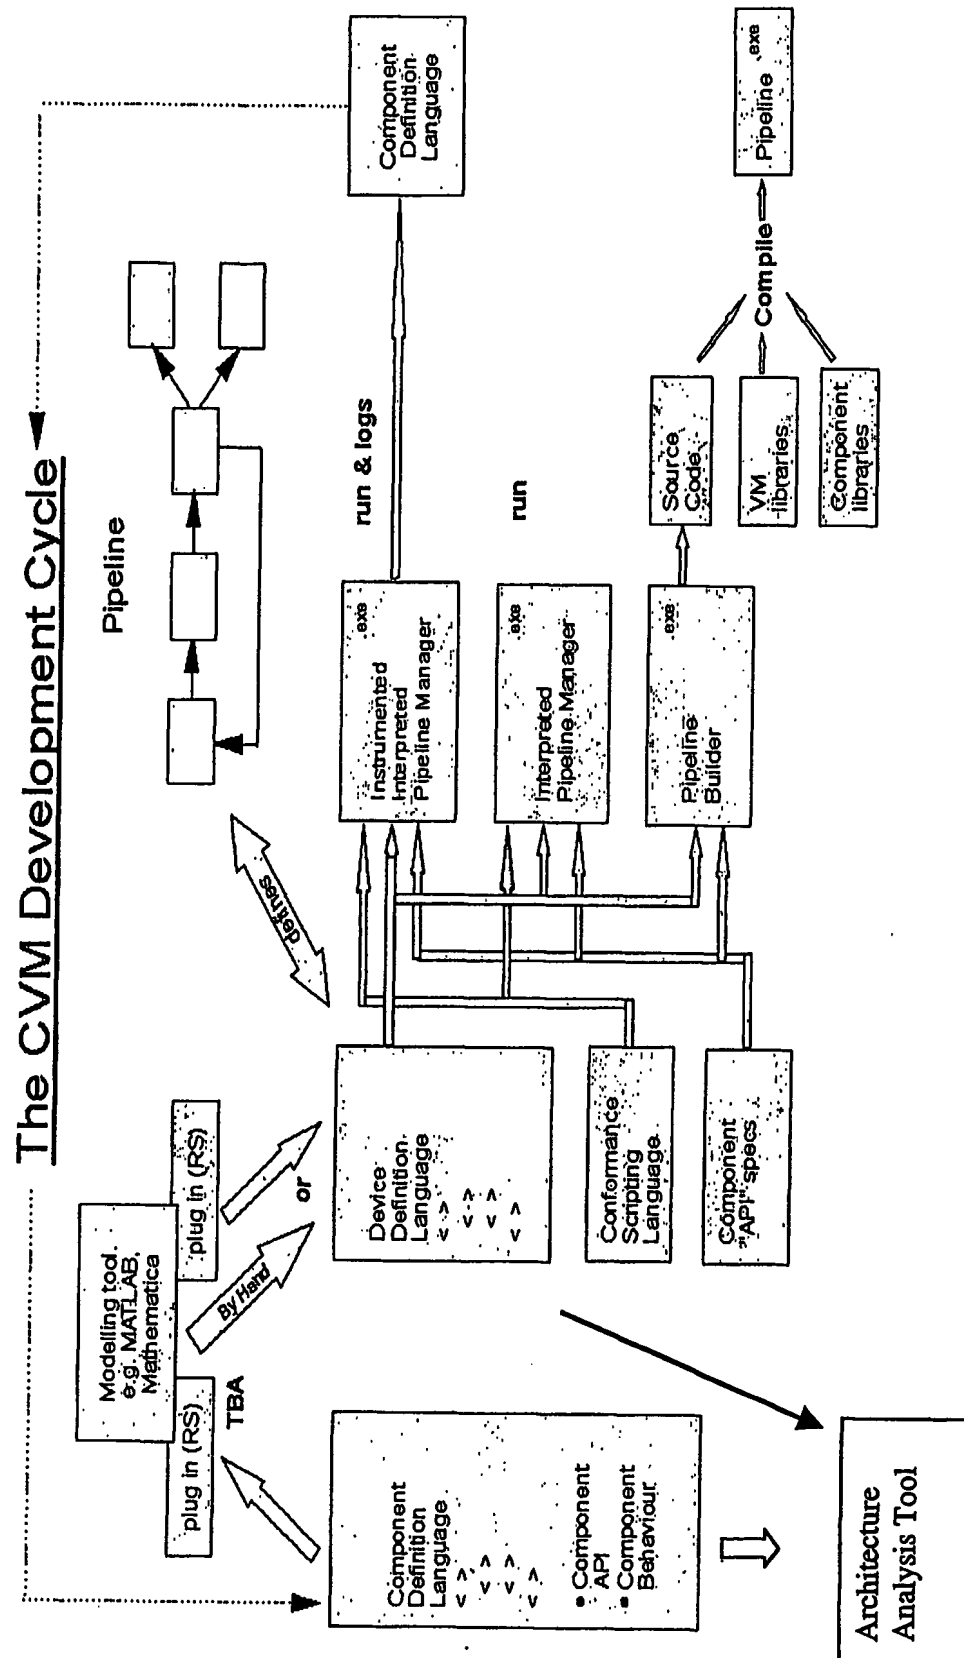 The CVM Development Cycle
Modelling tool.
e.g. MATLAB,
Mathematica
plug in (RS)
plug in (RS)
TBA
By Hand
or
defines
Pipeline
Component
Definition
Language
< >
< >
< >
< >
• Component
API
• Component
Behaviour
Device
Definition
Language
< >
< >
< >
< >
Conformance
Scripting
Language
Component
"API" specs
Instrumented
Interpreted
Pipeline Manager
.exe
run & logs
Component
Definition
Language
Interpreted
Pipeline Manager
.exe
run
Pipeline
Builder
.exe
Source
Code
VM
libraries
Component
libraries
Compile
Pipeline
.exe
Architecture
Analysis Tool